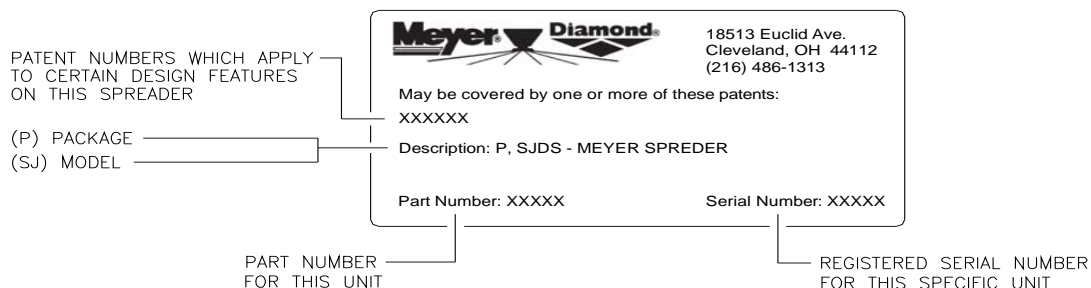 Meyer® Diamond®
18513 Euclid Ave.
Cleveland, OH 44112
(216) 486-1313
PATENT NUMBERS WHICH APPLY
TO CERTAIN DESIGN FEATURES
ON THIS SPREADER
May be covered by one or more of these patents:
XXXXXX
(P) PACKAGE
(SJ) MODEL
Description: P, SJDS - MEYER SPREDER
Part Number: XXXXX
Serial Number: XXXXX
PART NUMBER
FOR THIS UNIT
REGISTERED SERIAL NUMBER
FOR THIS SPECIFIC UNIT